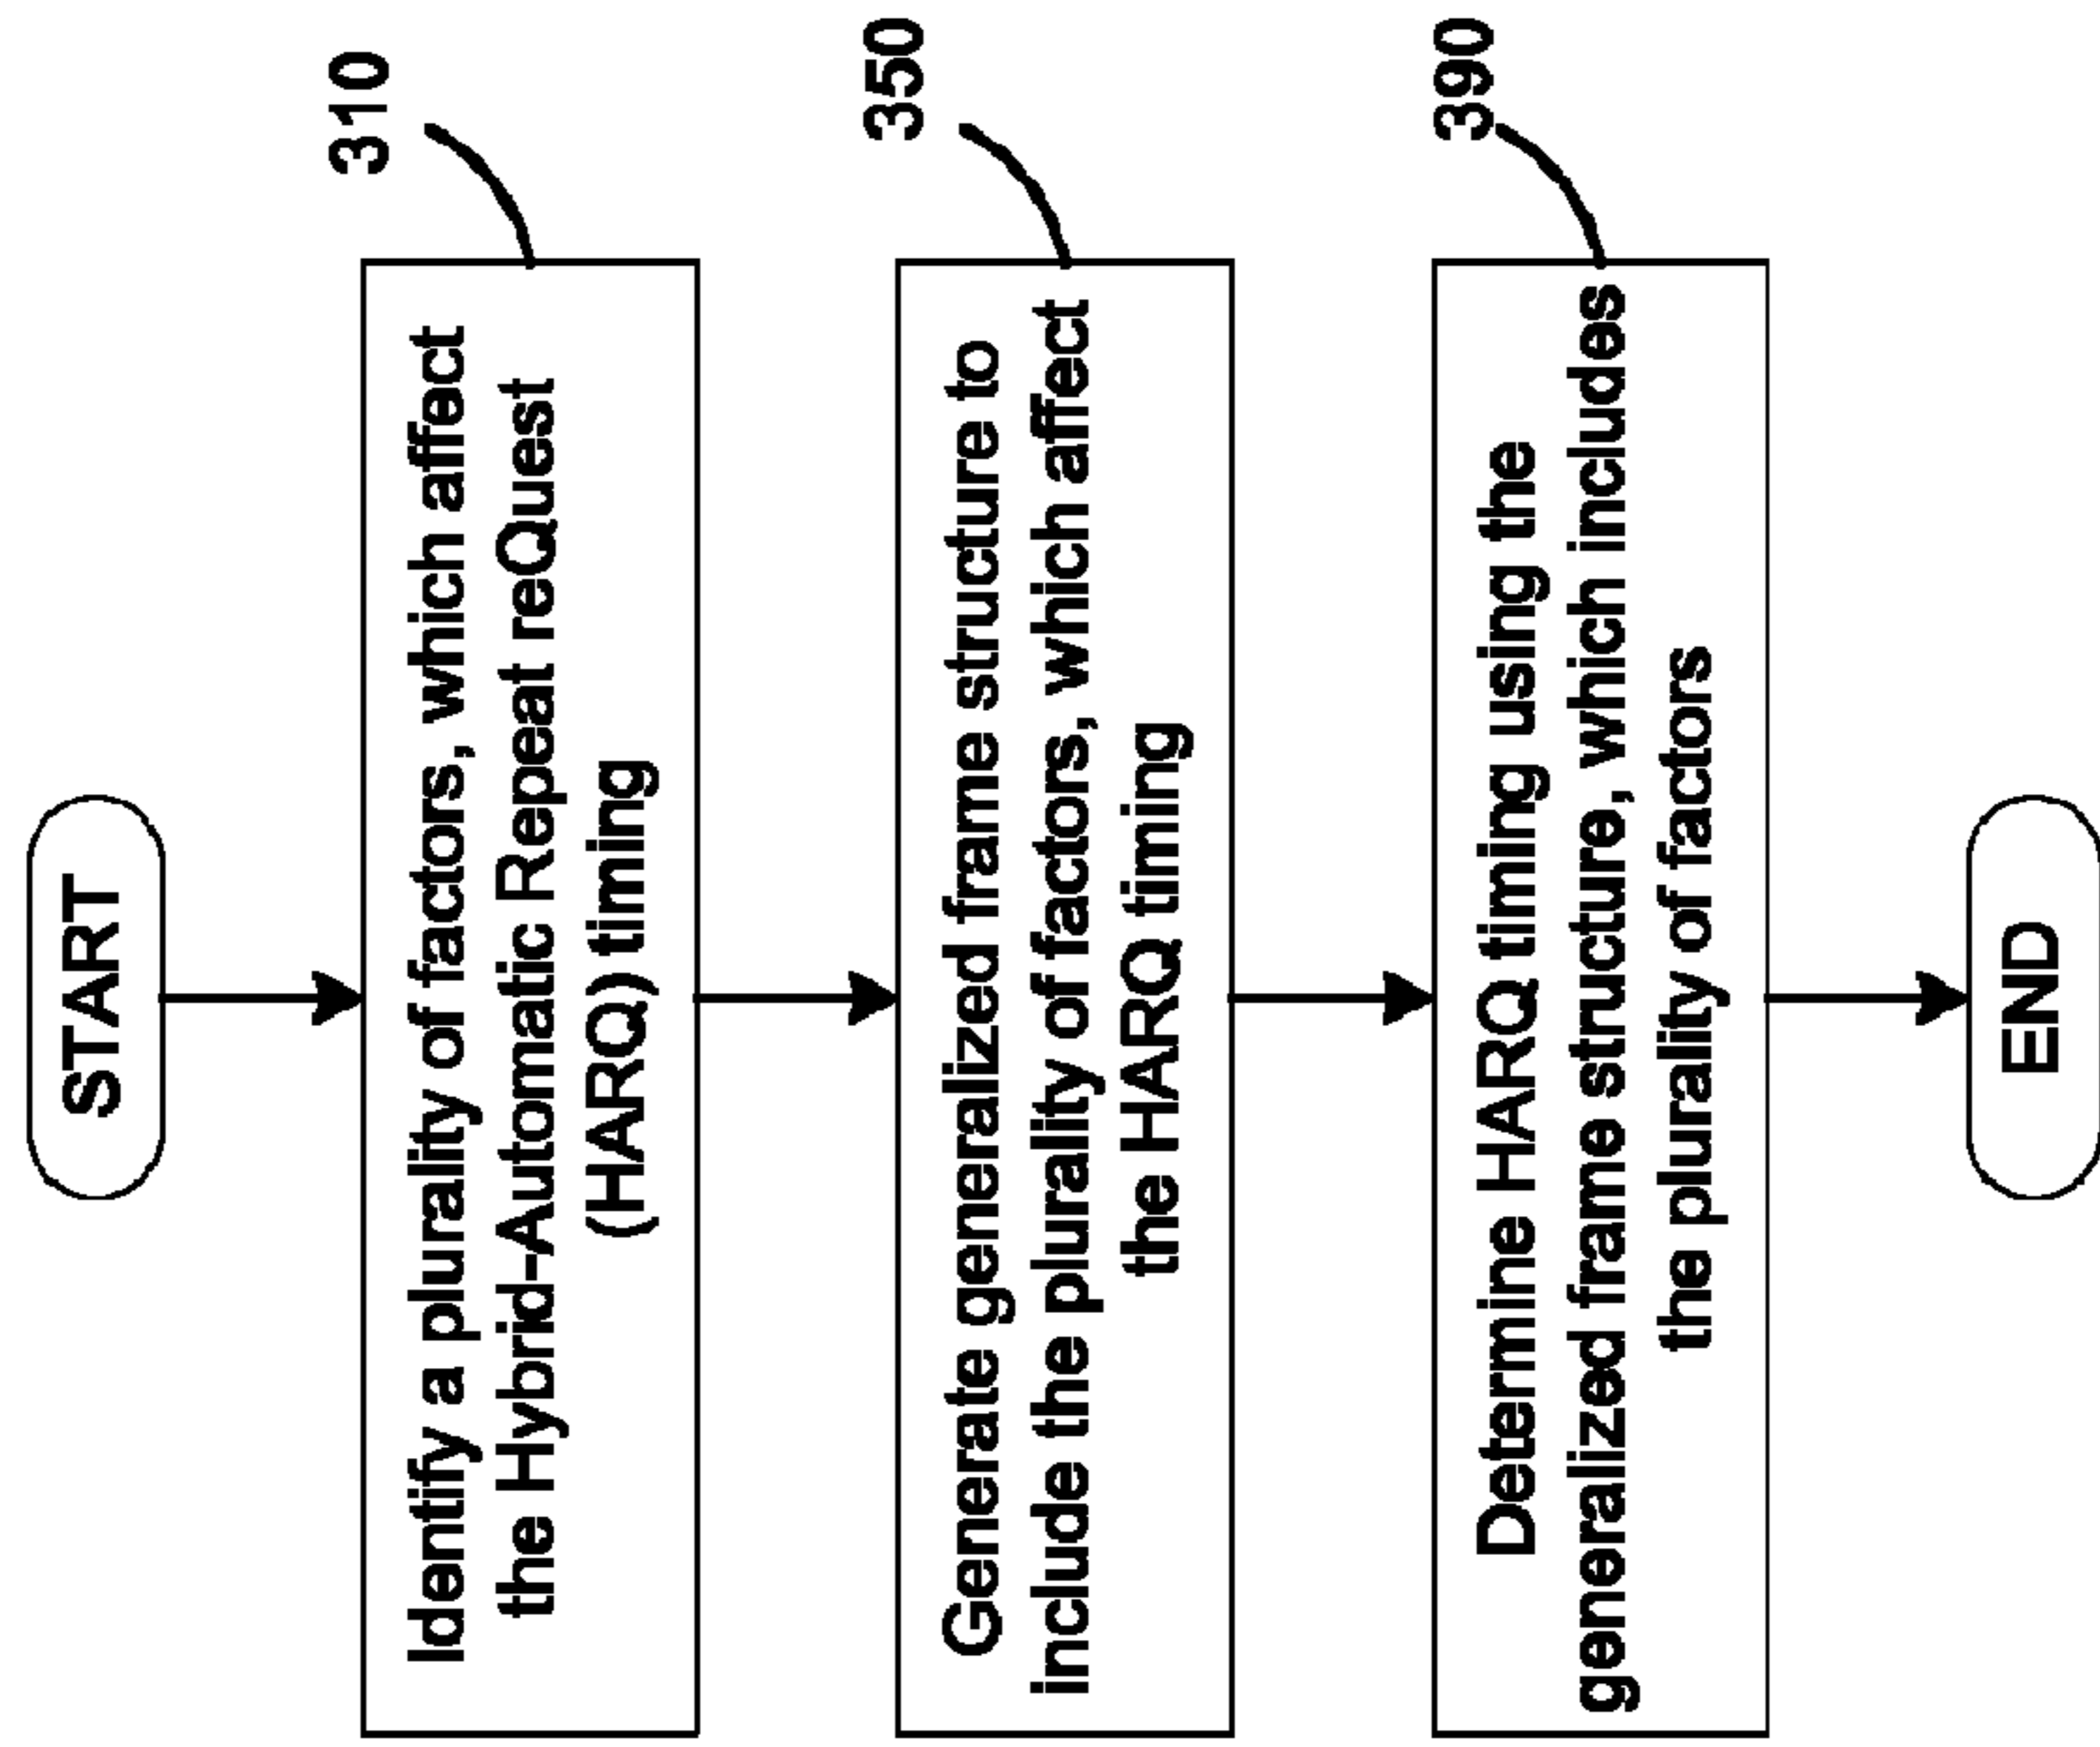 START
310
Identify a plurality of factors, which affect
the Hybrid-Automatic Repeat reQuest
(HARQ) timing
350
Generate generalized frame structure to
include the plurality of factors, which affect
the HARQ timing
390
Determine HARQ timing using the
generalized frame structure, which includes
the plurality of factors
END